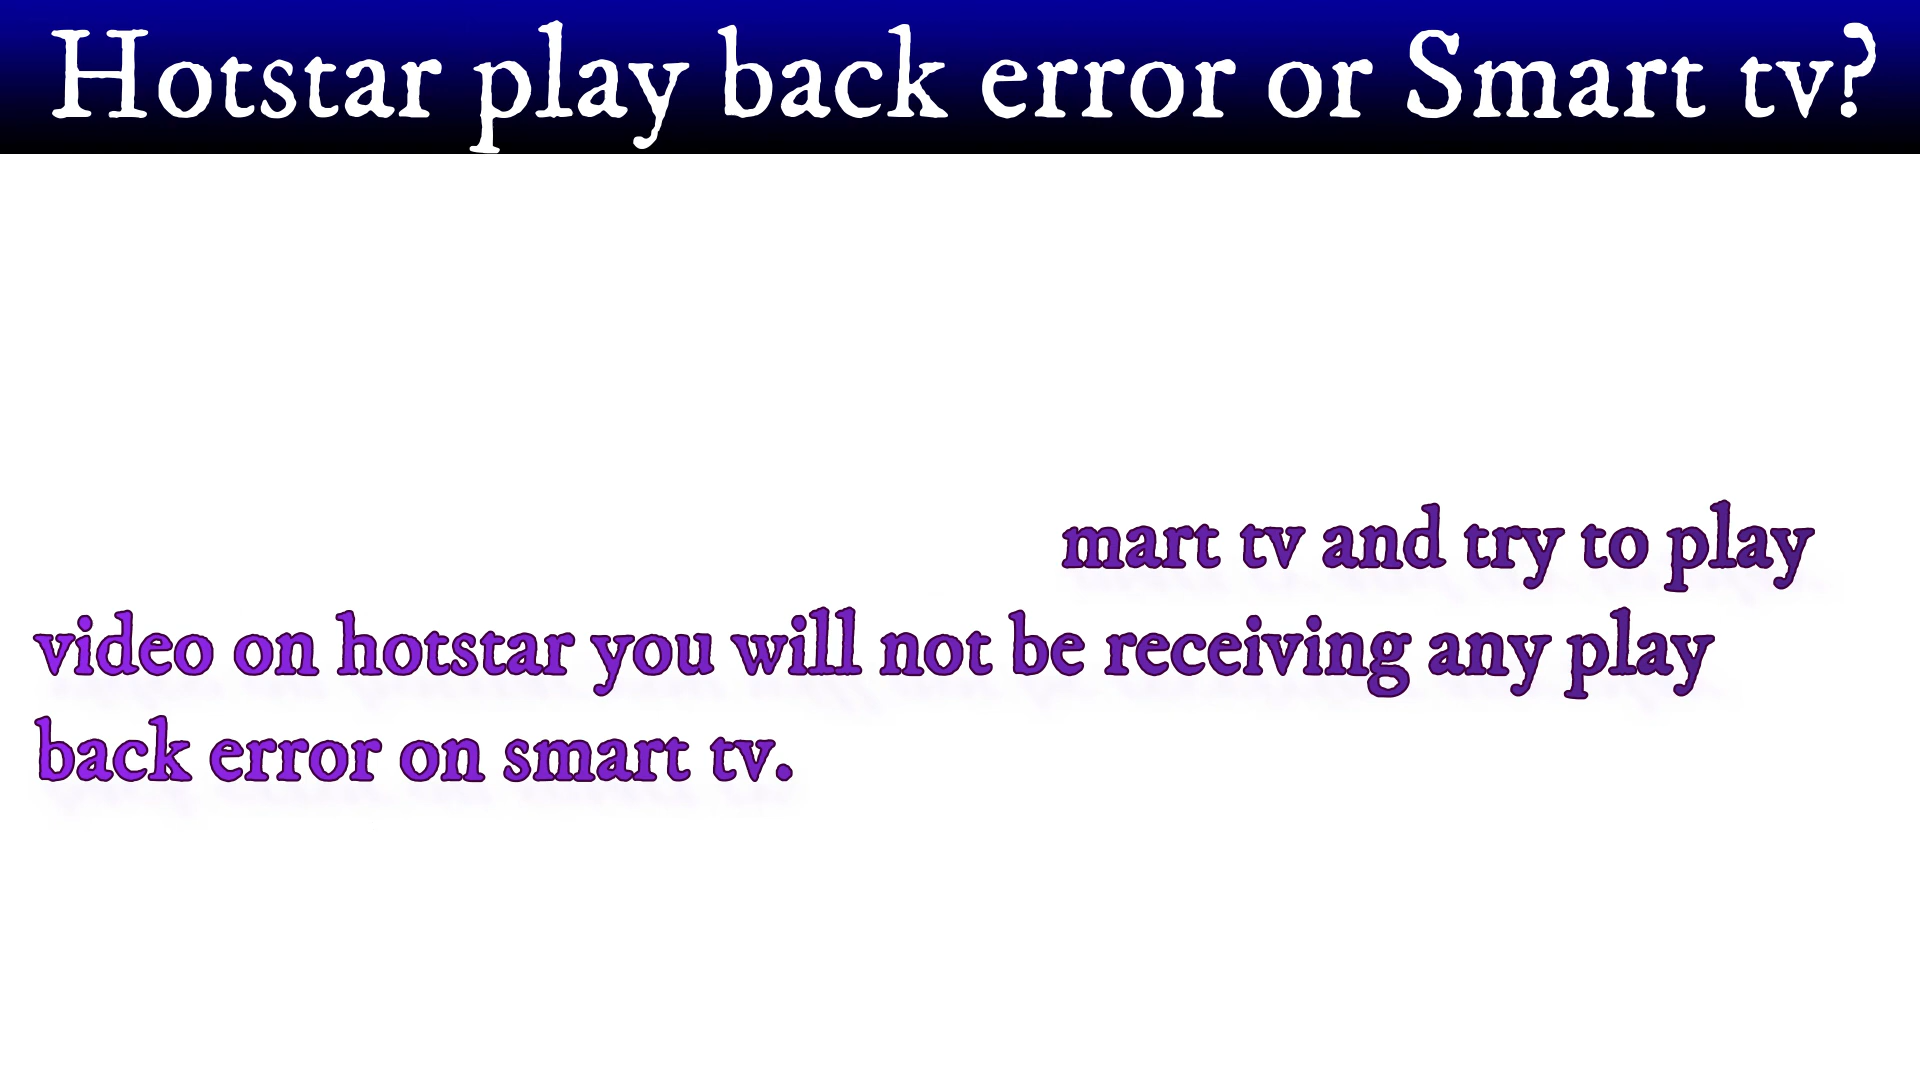 Hotstar play back error or Smart tv?
mart tv and try to play
video on hotstar you will not be receiving any play
back error on smart tv.